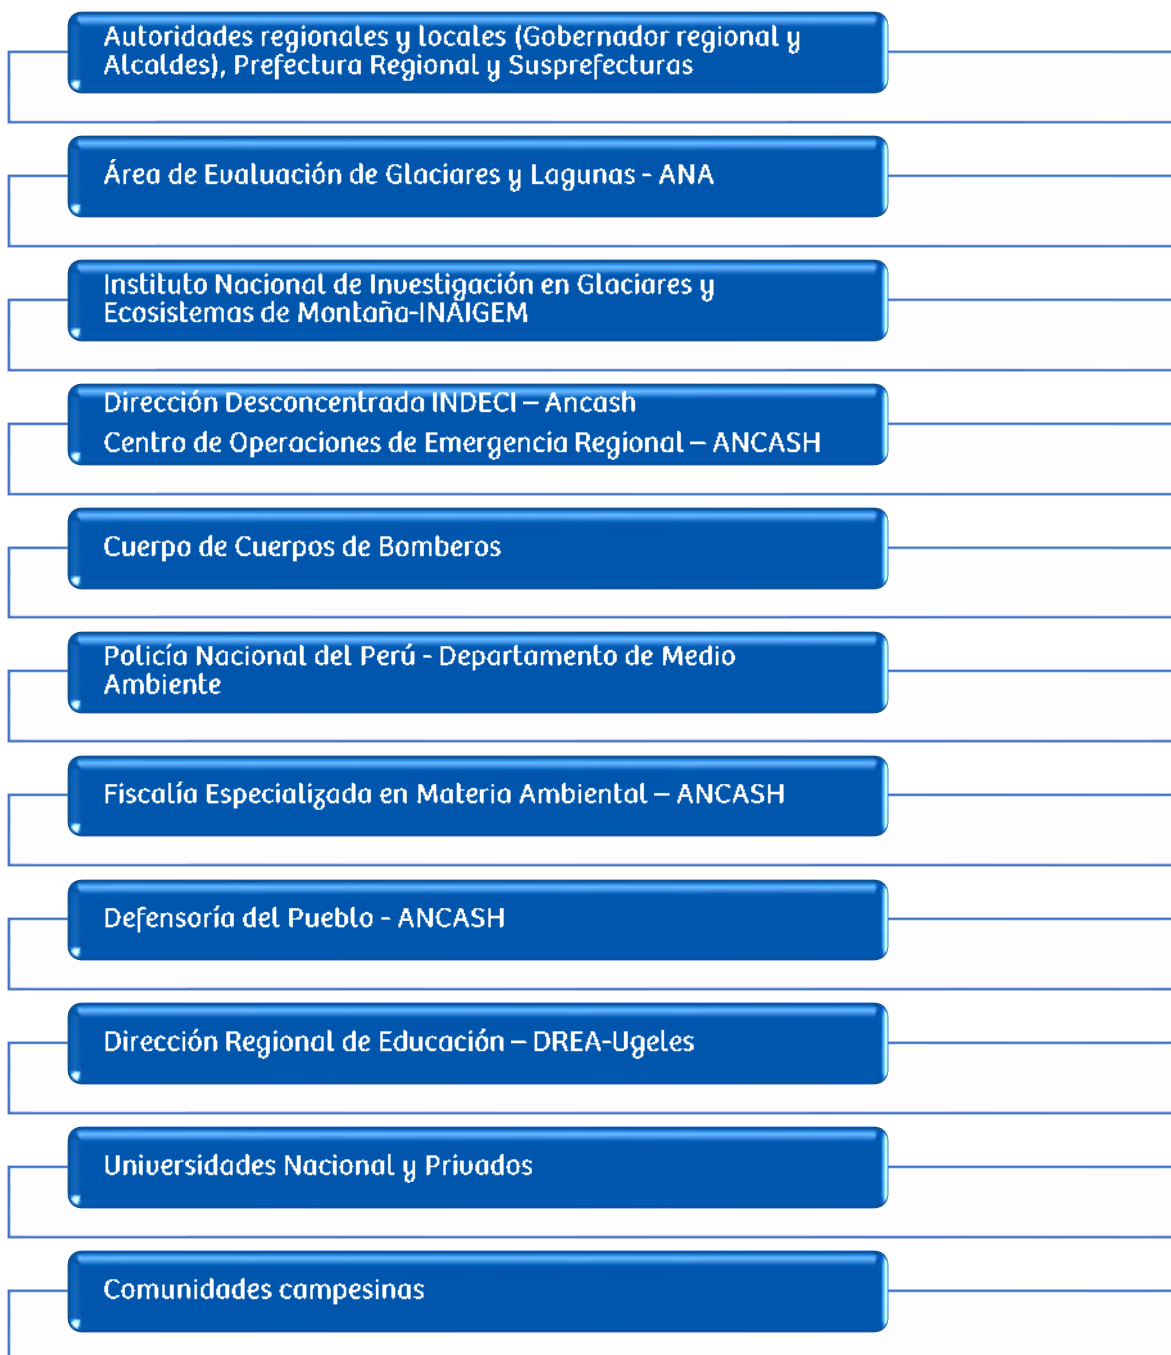 Autoridades regionales y locales (Gobernador regional y
Alcaldes), Prefectura Regional y Susprefecturas
Área de Evaluación de Glaciares y Lagunas - ANA
Instituto Nacional de Investigación en Glaciares y
Ecosistemas de Montaña-INAIGEM
Dirección Desconcentrada INDECI – Ancash
Centro de Operaciones de Emergencia Regional – ANCASH
Cuerpo de Cuerpos de Bomberos
Policía Nacional del Perú - Departamento de Medio
Ambiente
Fiscalía Especializada en Materia Ambiental – ANCASH
Defensoría del Pueblo - ANCASH
Dirección Regional de Educación – DREA-Ugeles
Universidades Nacional y Privados
Comunidades campesinas